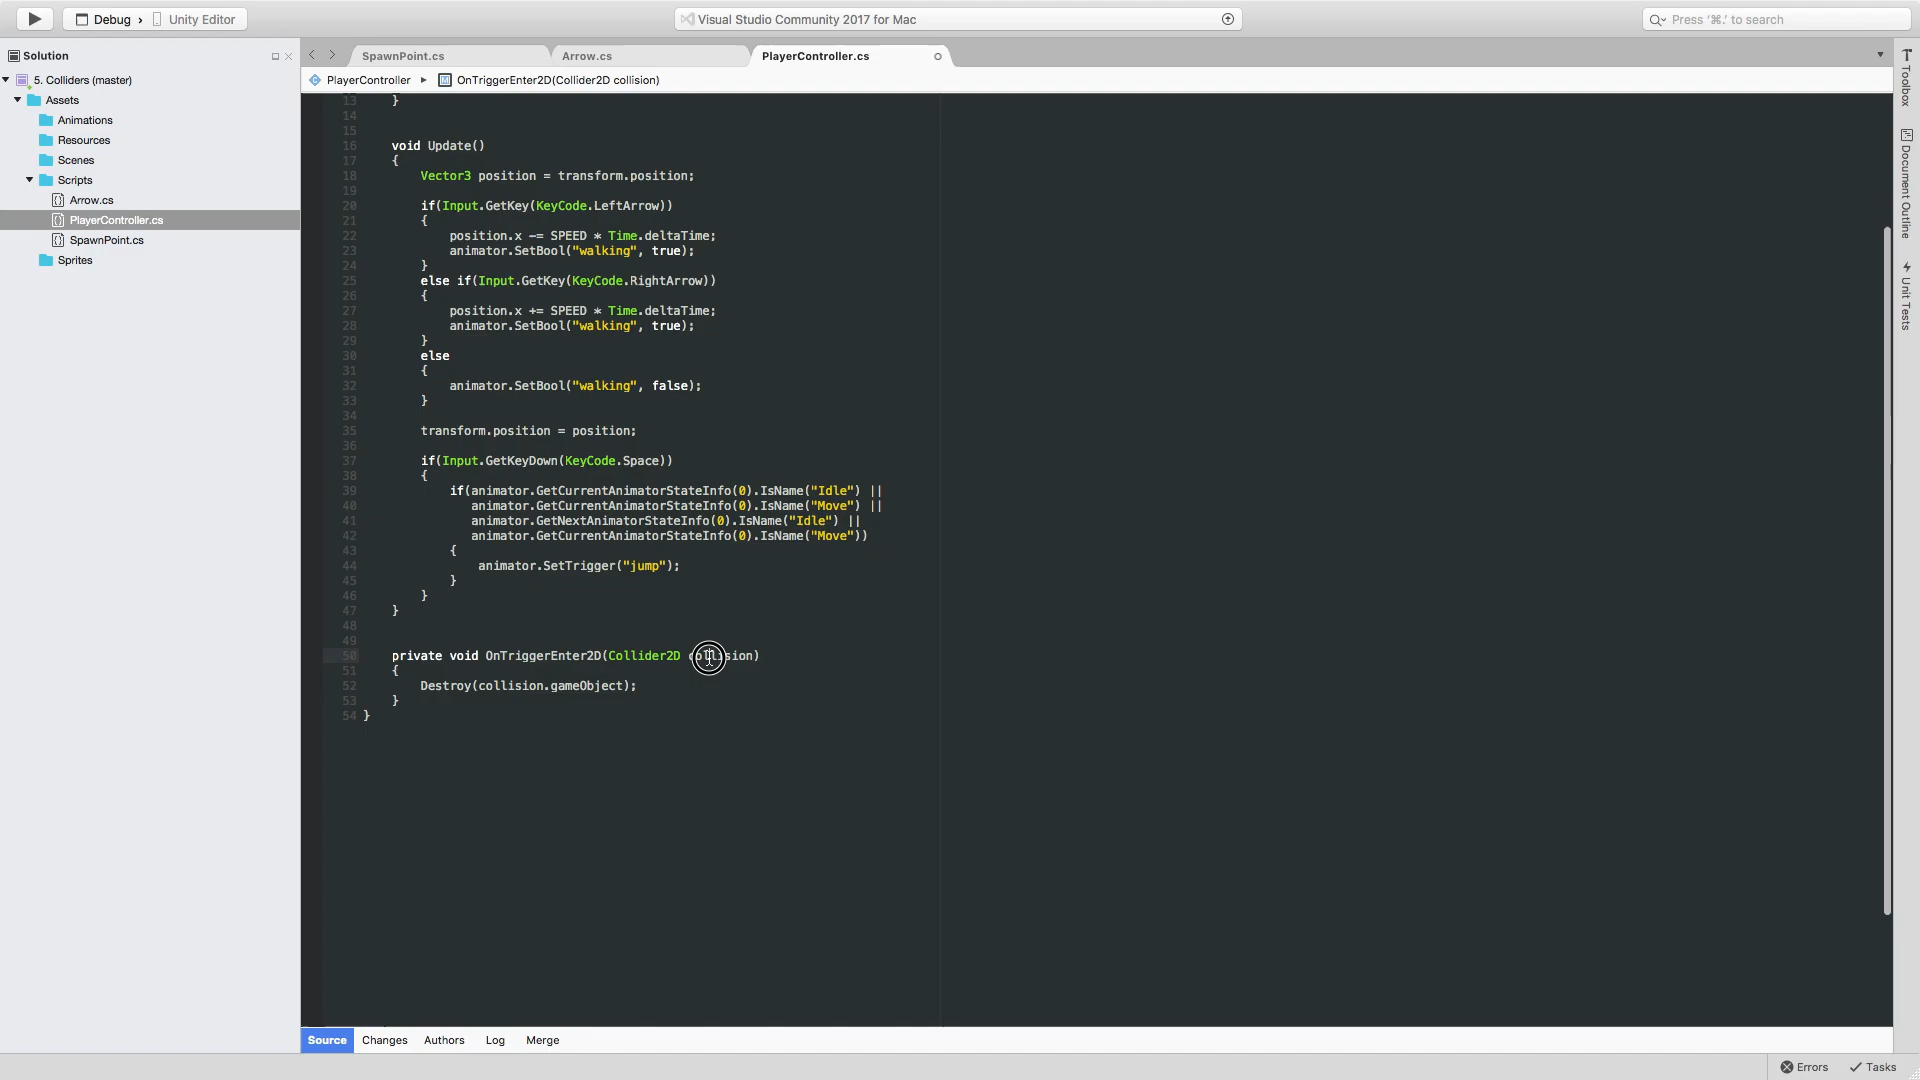 Debug › Unity Editor
Visual Studio Community 2017 for Mac
Press '⌘.' to search
Solution
SpawnPoint.cs
Arrow.cs
PlayerController.cs
PlayerController ▸ OnTriggerEnter2D(Collider2D collision)
5. Colliders (master)
Assets
Animations
Resources
Scenes
Scripts
Arrow.cs
PlayerController.cs
SpawnPoint.cs
Sprites
13 }
14
15
16 void Update()
17 {
18 Vector3 position = transform.position;
19
20 if(Input.GetKey(KeyCode.LeftArrow))
21 {
22 position.x -= SPEED * Time.deltaTime;
23 animator.SetBool("walking", true);
24 }
25 else if(Input.GetKey(KeyCode.RightArrow))
26 {
27 position.x += SPEED * Time.deltaTime;
28 animator.SetBool("walking", true);
29 }
30 else
31 {
32 animator.SetBool("walking", false);
33 }
34
35 transform.position = position;
36
37 if(Input.GetKeyDown(KeyCode.Space))
38 {
39 if(animator.GetCurrentAnimatorStateInfo(0).IsName("Idle") ||
40 animator.GetCurrentAnimatorStateInfo(0).IsName("Move") ||
41 animator.GetNextAnimatorStateInfo(0).IsName("Idle") ||
42 animator.GetCurrentAnimatorStateInfo(0).IsName("Move"))
43 {
44 animator.SetTrigger("jump");
45 }
46 }
47 }
48
49
50 private void OnTriggerEnter2D(Collider2D collision)
51 {
52 Destroy(collision.gameObject);
53 }
54 }
Toolbox
Document Outline
Unit Tests
Source Changes Authors Log Merge
Errors Tasks